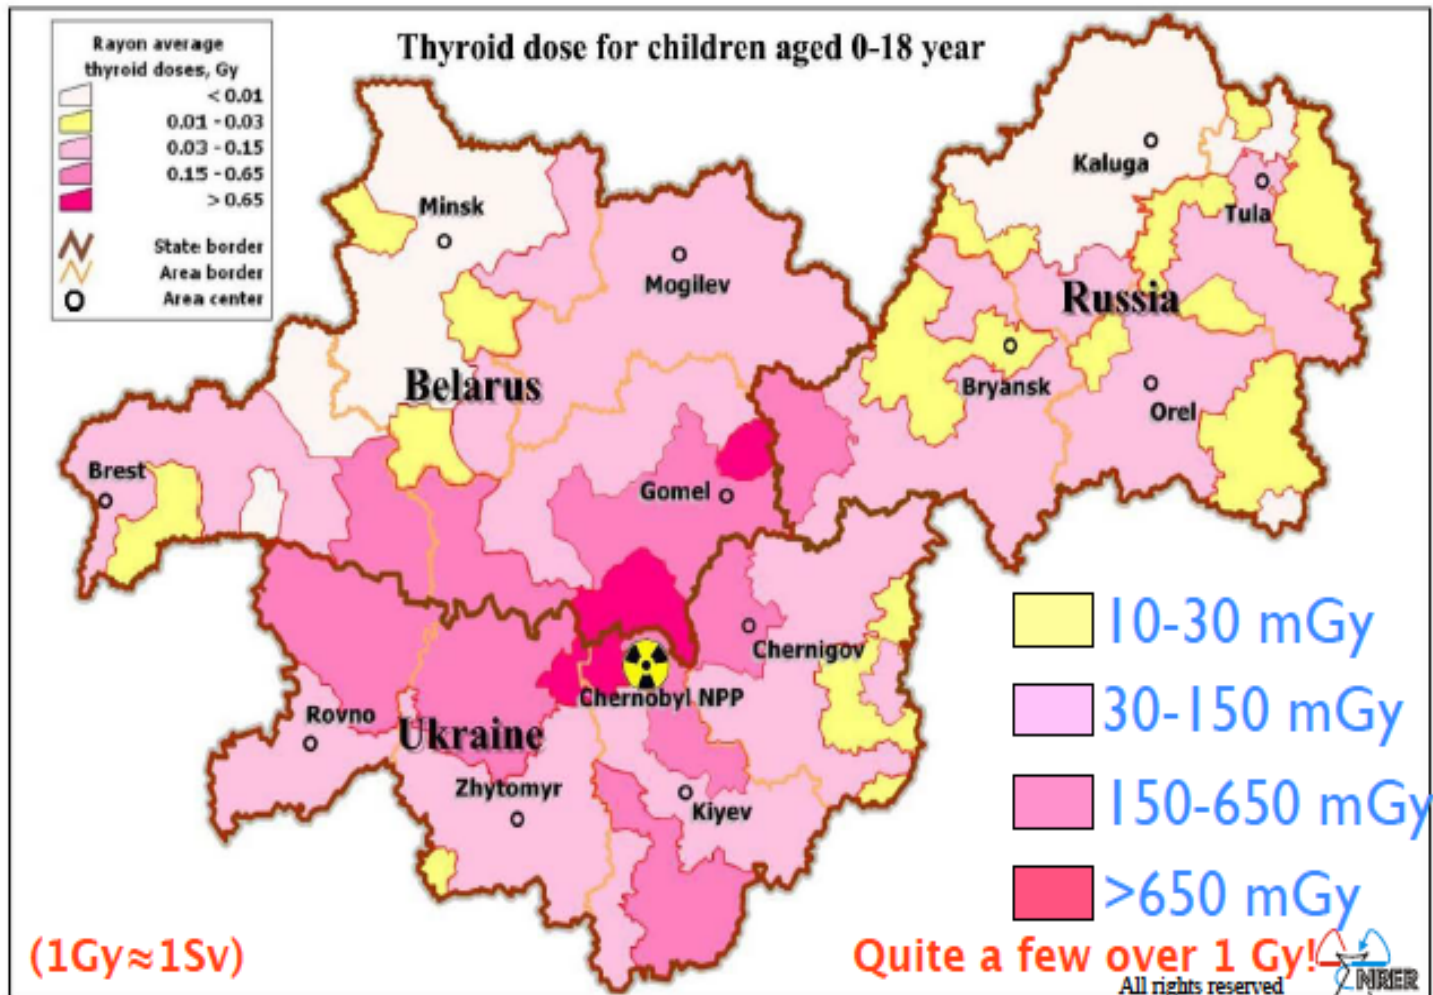 Thyroid dose for children aged 0-18 year
Rayon average
thyroid doses, Gy
< 0.01
0.01 - 0.03
0.03 - 0.15
0.15 - 0.65
> 0.65
State border
Area border
Area center
Kaluga
Tula
Minsk
Mogilev
Russia
Belarus
Bryansk
Orel
Brest
Gomel
Chernigov
Chernobyl NPP
Rovno
Ukraine
Zhytomyr
Kiyev
10-30 mGy
30-150 mGy
150-650 mGy
>650 mGy
(1Gy≈1Sv)
Quite a few over 1 Gy!
NRER
All rights reserved